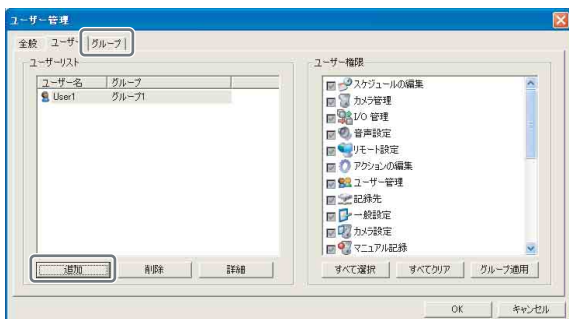 ユーザー管理
全般 ユーザー グループ
ユーザーリスト
ユーザー名 グループ
User1 グループ1
追加 削除 詳細
ユーザー権限
スケジュールの編集
カメラ管理
I/O 管理
音声設定
リモート設定
アクションの編集
ユーザー管理
記録先
一般設定
カメラ設定
マニュアル記録
すべて選択 すべてクリア グループ適用
OK キャンセル